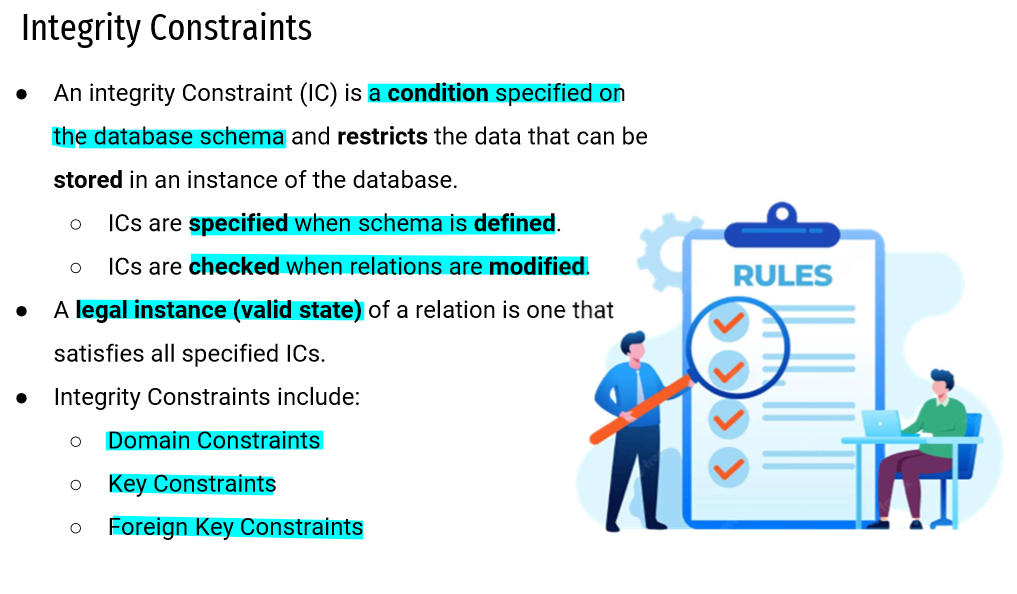 Integrity Constraints
● An integrity Constraint (IC) is a condition specified on
the database schema and restricts the data that can be
stored in an instance of the database.
○ ICs are specified when schema is defined.
○ ICs are checked when relations are modified.
● A legal instance (valid state) of a relation is one that
satisfies all specified ICs.
● Integrity Constraints include:
○ Domain Constraints
○ Key Constraints
○ Foreign Key Constraints
RULES